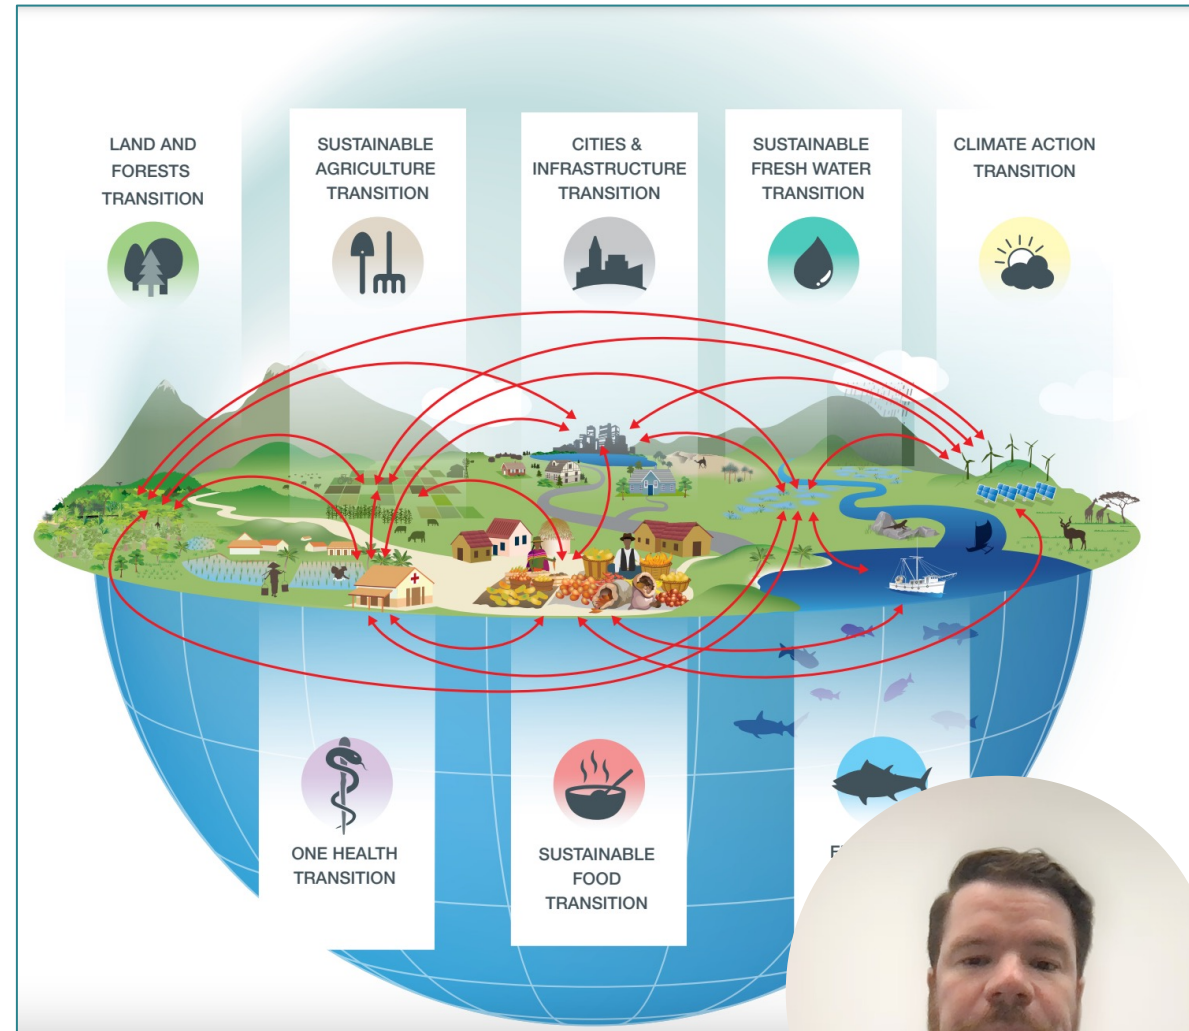 LAND AND
FORESTS
TRANSITION
SUSTAINABLE
AGRICULTURE
TRANSITION
CITIES &
INFRASTRUCTURE
TRANSITION
SUSTAINABLE
FRESH WATER
TRANSITION
CLIMATE ACTION
TRANSITION
ONE HEALTH
TRANSITION
SUSTAINABLE
FOOD
TRANSITION